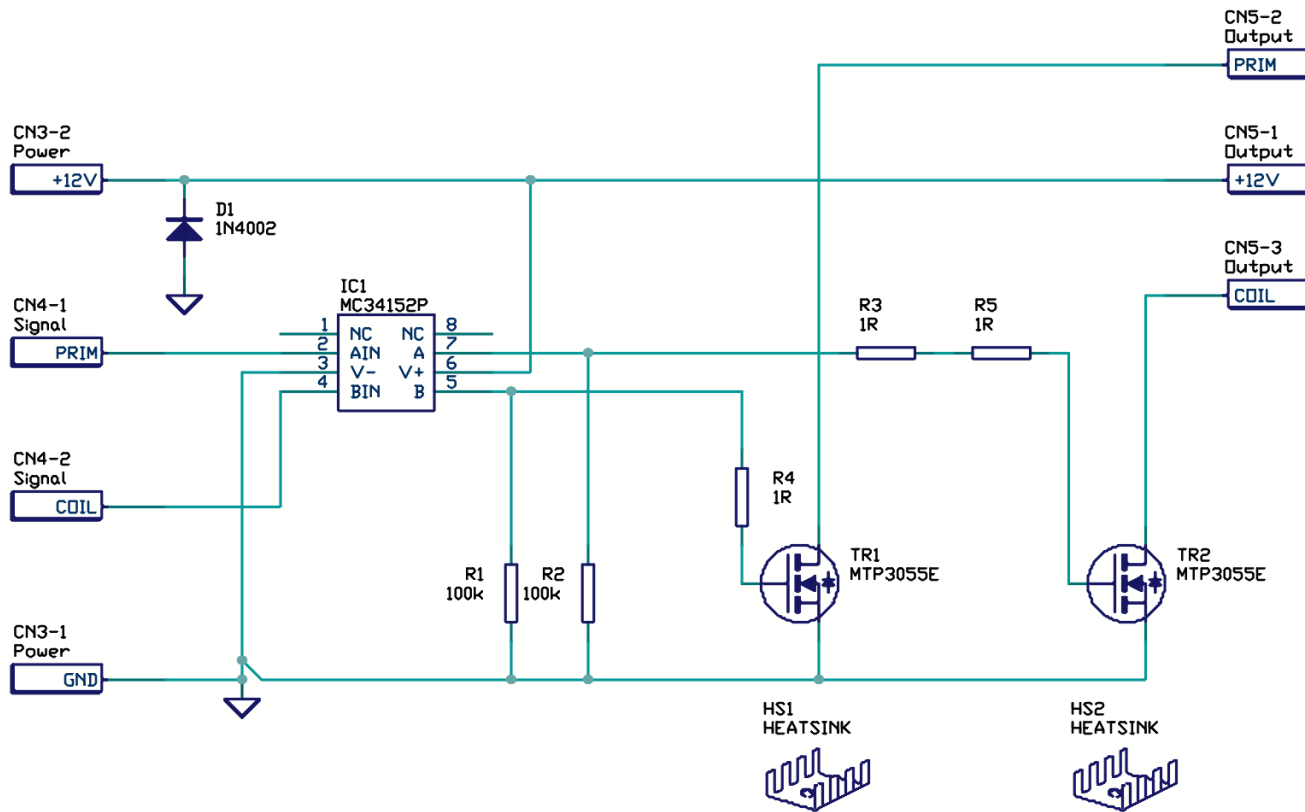 CN5-2
Output
PRIM
CN3-2
Power
+12V
CN5-1
Output
+12V
D1
1N4002
CN5-3
Output
COIL
IC1
MC34152P
CN4-1
Signal
PRIM
1 NC NC 8
2 AIN A 7
3 V- V+ 6
4 BIN B 5
R3
1R
R5
1R
CN4-2
Signal
COIL
R4
1R
R1
100k
R2
100k
TR1
MTP3055E
TR2
MTP3055E
CN3-1
Power
GND
HS1
HEATSINK
HS2
HEATSINK